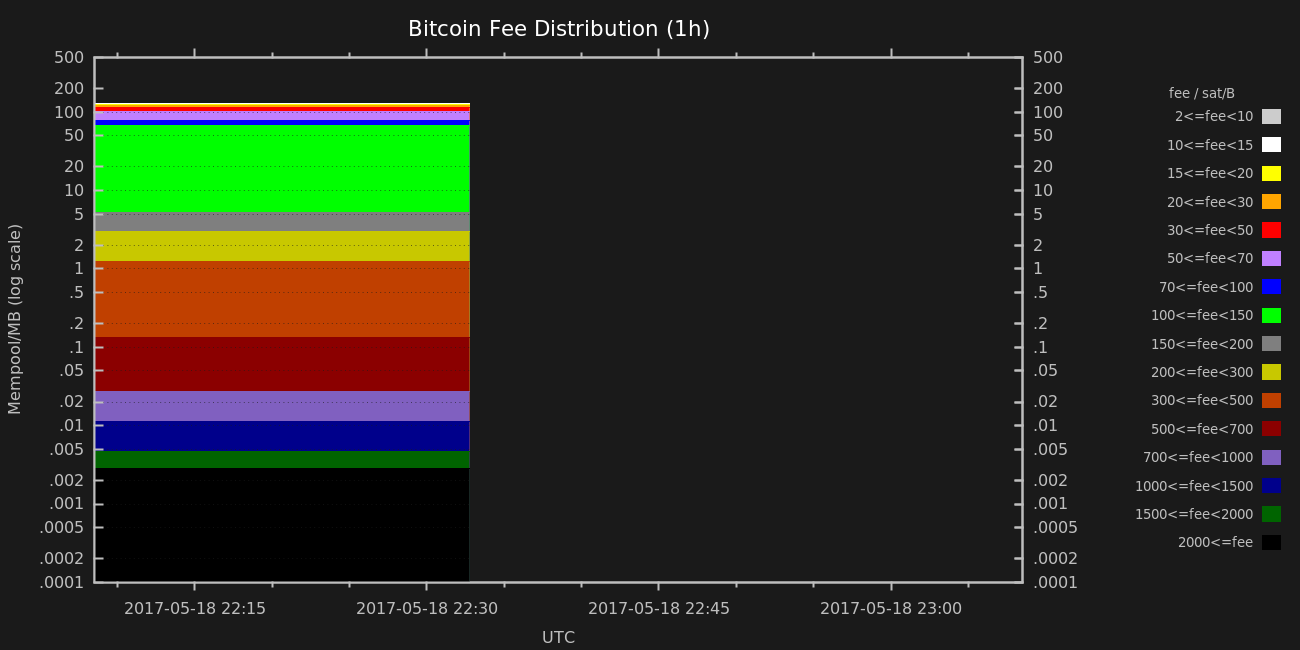 Bitcoin Fee Distribution (1h)
500
200
100
50
20
10
5
2
1
.5
.2
.1
.05
.02
.01
.005
.002
.001
.0005
.0002
.0001
Mempool/MB (log scale)
500
200
100
50
20
10
5
2
1
.5
.2
.1
.05
.02
.01
.005
.002
.001
.0005
.0002
.0001
fee / sat/B
2<=fee<10
10<=fee<15
15<=fee<20
20<=fee<30
30<=fee<50
50<=fee<70
70<=fee<100
100<=fee<150
150<=fee<200
200<=fee<300
300<=fee<500
500<=fee<700
700<=fee<1000
1000<=fee<1500
1500<=fee<2000
2000<=fee
2017-05-18 22:15 2017-05-18 22:30 2017-05-18 22:45 2017-05-18 23:00
UTC